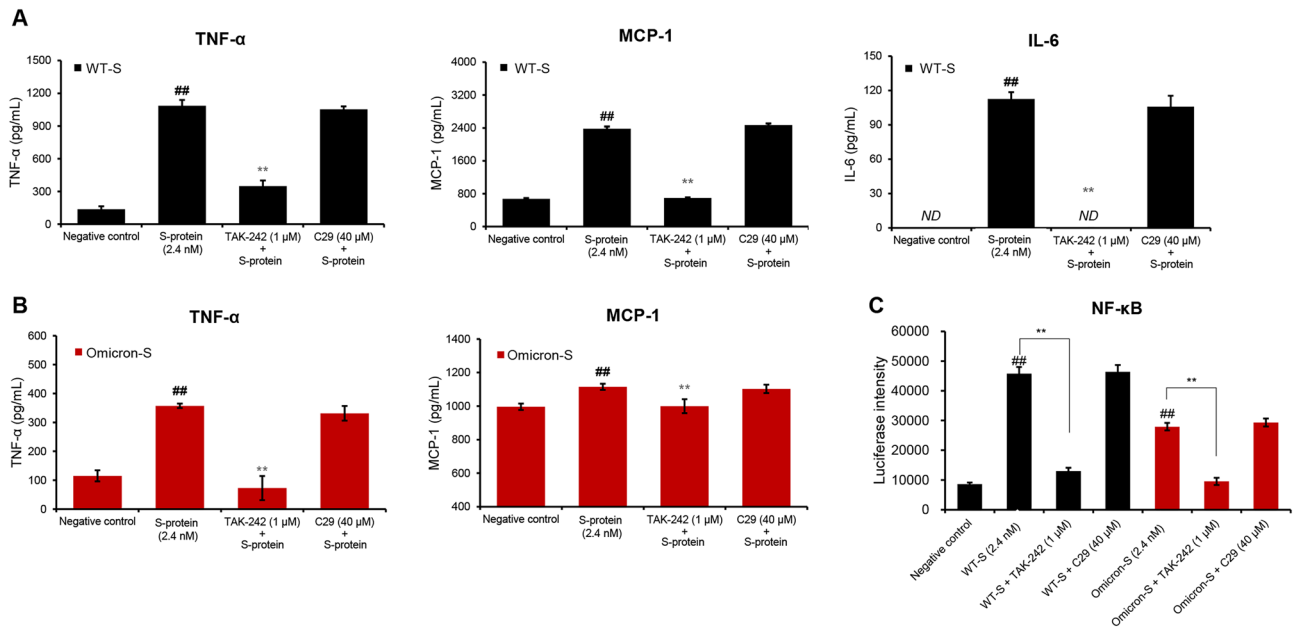 A
TNF-α
WT-S
TNF-α (pg/mL)
1500
1200
900
600
300
0
##
**
Negative control
S-protein
(2.4 nM)
TAK-242 (1 µM)
+
S-protein
C29 (40 µM)
+
S-protein
MCP-1
WT-S
MCP-1 (pg/mL)
4000
3200
2400
1600
800
0
##
**
Negative control
S-protein
(2.4 nM)
TAK-242 (1 µM)
+
S-protein
C29 (40 µM)
+
S-protein
IL-6
WT-S
IL-6 (pg/mL)
150
120
90
60
30
0
ND
##
**
ND
Negative control
S-protein
(2.4 nM)
TAK-242 (1 µM)
+
S-protein
C29 (40 µM)
+
S-protein
B
TNF-α
Omicron-S
TNF-α (pg/mL)
600
500
400
300
200
100
0
##
**
Negative control
S-protein
(2.4 nM)
TAK-242 (1 µM)
+
S-protein
C29 (40 µM)
+
S-protein
MCP-1
Omicron-S
MCP-1 (pg/mL)
1400
1200
1000
800
600
400
##
**
Negative control
S-protein
(2.4 nM)
TAK-242 (1 µM)
+
S-protein
C29 (40 µM)
+
S-protein
C
NF-κB
Luciferase intensity
60000
50000
40000
30000
20000
10000
0
##
**
##
**
Negative control
WT-S (2.4 nM)
WT-S + TAK-242 (1 µM)
WT-S + C29 (40 µM)
Omicron-S (2.4 nM)
Omicron-S + TAK-242 (1 µM)
Omicron-S + C29 (40 µM)